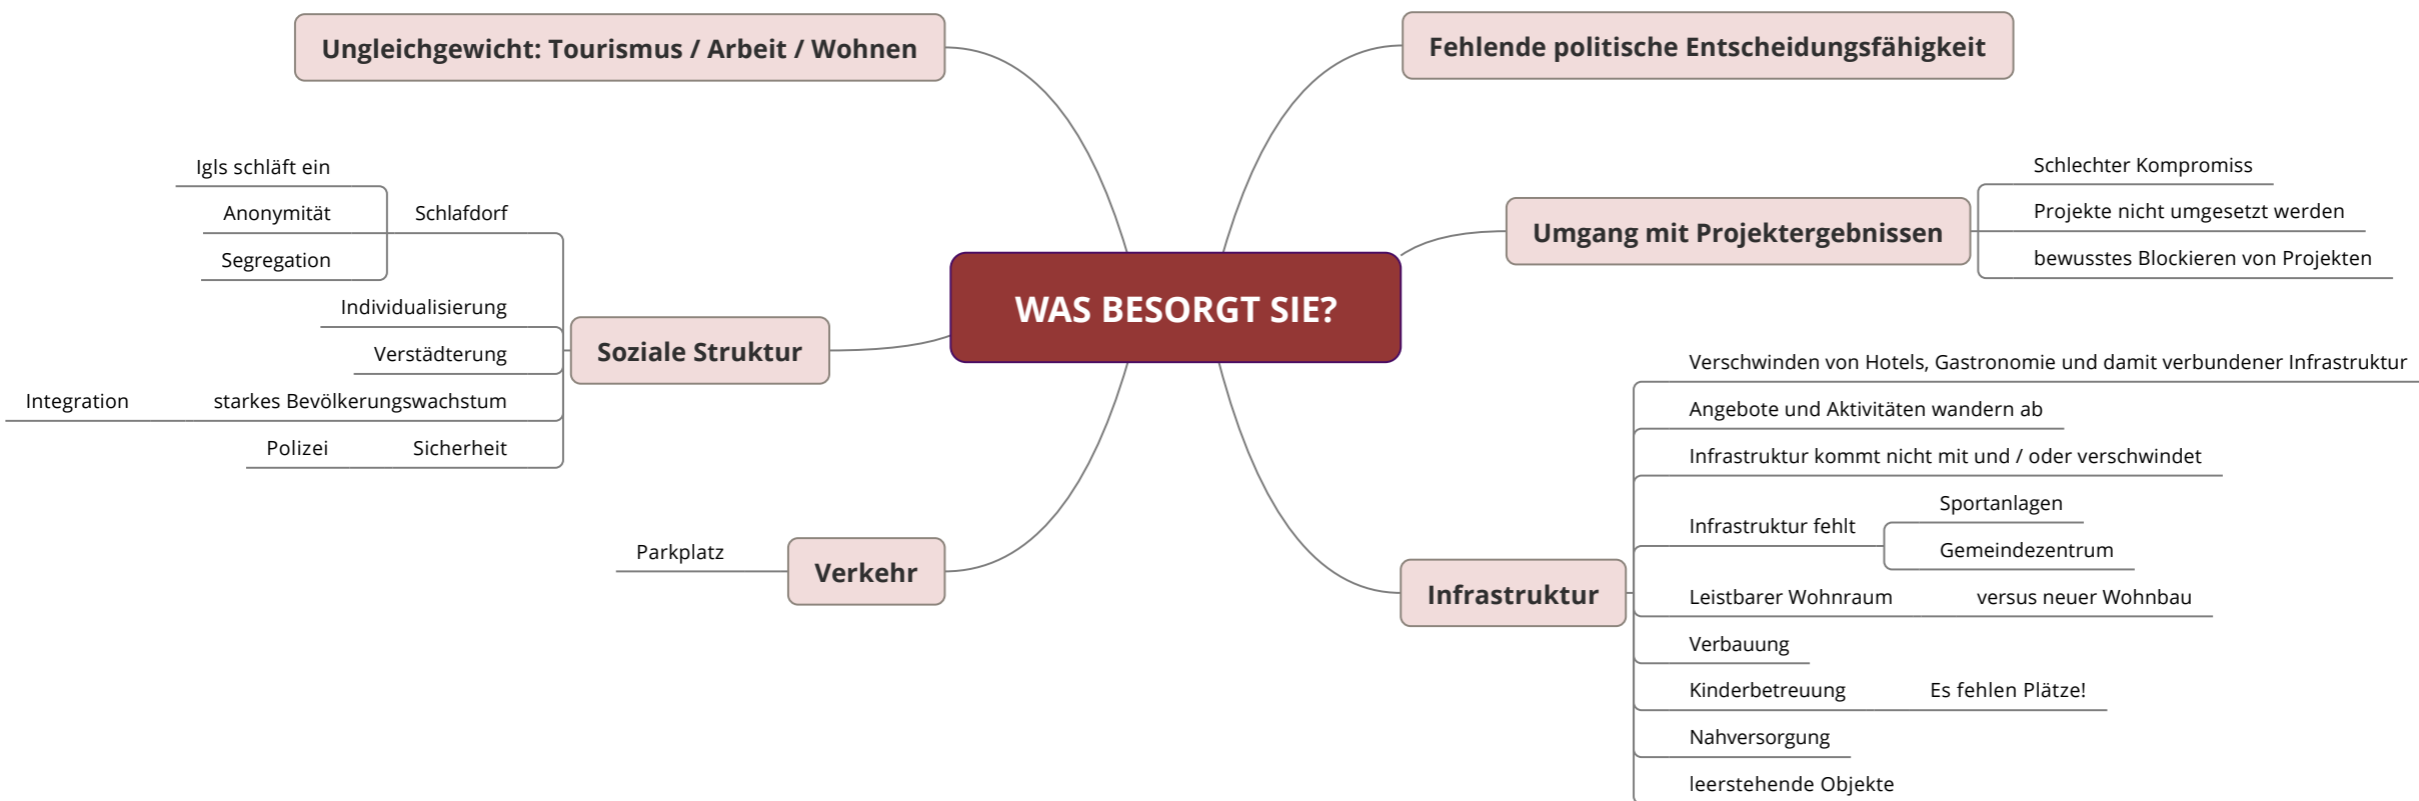 Ungleichgewicht: Tourismus / Arbeit / Wohnen
Fehlende politische Entscheidungsfähigkeit
Igls schläft ein
Anonymität
Schlafdorf
Segregation
Individualisierung
Verstädterung
Integration
starkes Bevölkerungswachstum
Polizei
Sicherheit
Soziale Struktur
WAS BESORGT SIE?
Umgang mit Projektergebnissen
Schlechter Kompromiss
Projekte nicht umgesetzt werden
bewusstes Blockieren von Projekten
Parkplatz
Verkehr
Infrastruktur
Verschwinden von Hotels, Gastronomie und damit verbundener Infrastruktur
Angebote und Aktivitäten wandern ab
Infrastruktur kommt nicht mit und / oder verschwindet
Infrastruktur fehlt
Sportanlagen
Gemeindezentrum
Leistbarer Wohnraum
versus neuer Wohnbau
Verbauung
Kinderbetreuung
Es fehlen Plätze!
Nahversorgung
leerstehende Objekte